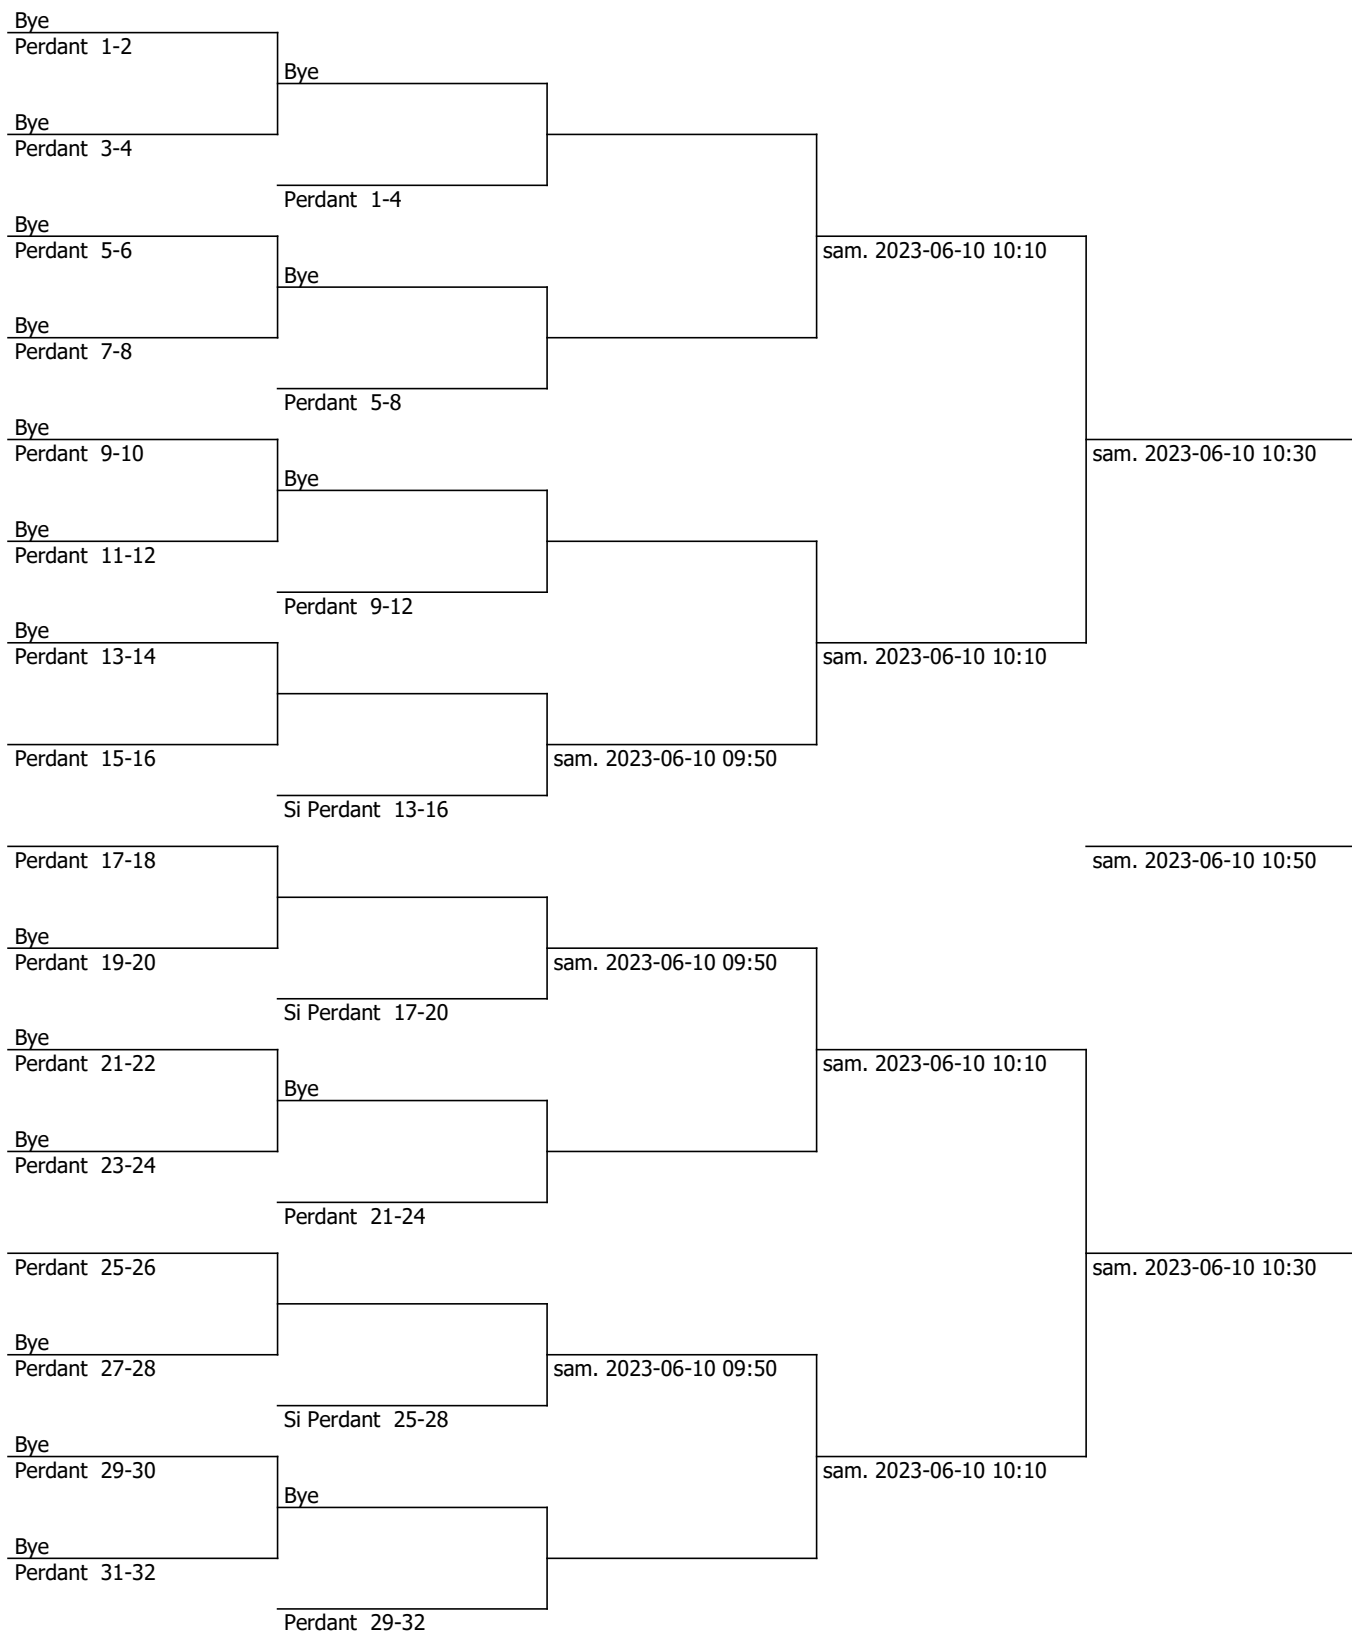 Bye
Perdant 1-2
Bye
Bye
Perdant 3-4
Perdant 1-4
Bye
Perdant 5-6
sam. 2023-06-10 10:10
Bye
Bye
Perdant 7-8
Perdant 5-8
Bye
Perdant 9-10
sam. 2023-06-10 10:30
Bye
Bye
Perdant 11-12
Perdant 9-12
Bye
Perdant 13-14
sam. 2023-06-10 10:10
Perdant 15-16
sam. 2023-06-10 09:50
Si Perdant 13-16
Perdant 17-18
sam. 2023-06-10 10:50
Bye
Perdant 19-20
sam. 2023-06-10 09:50
Si Perdant 17-20
Bye
Perdant 21-22
sam. 2023-06-10 10:10
Bye
Bye
Perdant 23-24
Perdant 21-24
Perdant 25-26
sam. 2023-06-10 10:30
Bye
Perdant 27-28
sam. 2023-06-10 09:50
Si Perdant 25-28
Bye
Perdant 29-30
sam. 2023-06-10 10:10
Bye
Bye
Perdant 31-32
Perdant 29-32